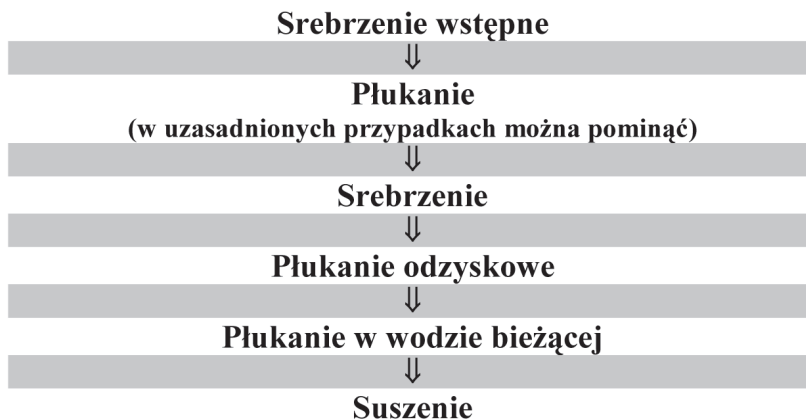 Srebrzenie wstępne
⇓
Płukanie
(w uzasadnionych przypadkach można pominąć)
⇓
Srebrzenie
⇓
Płukanie odzyskowe
⇓
Płukanie w wodzie bieżącej
⇓
Suszenie